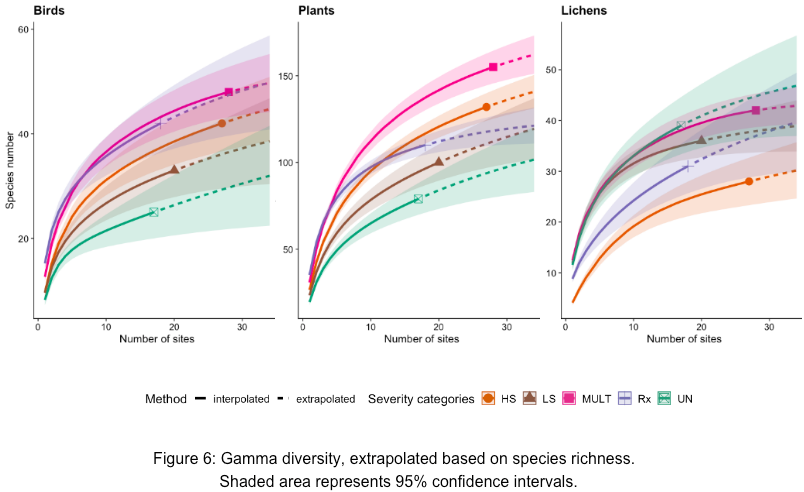 Birds
Plants
Lichens
Species number
60
40
20
0
10
20
30
Number of sites
150
100
50
0
10
20
30
Number of sites
50
40
30
20
10
0
10
20
30
Number of sites
Method interpolated extrapolated Severity categories HS LS MULT Rx UN
Figure 6: Gamma diversity, extrapolated based on species richness.
Shaded area represents 95% confidence intervals.